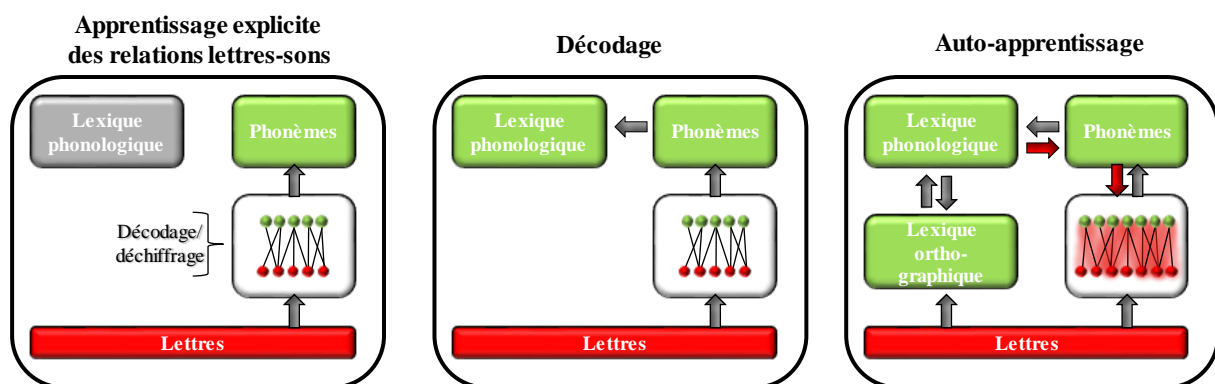 Apprentissage explicite
des relations lettres-sons
Lexique
phonologique
Phonèmes
Décodage/
déchiffrage
Lettres
Décodage
Lexique
phonologique
Phonèmes
Lettres
Auto-apprentissage
Lexique
phonologique
Phonèmes
Lexique
ortho-
graphique
Lettres